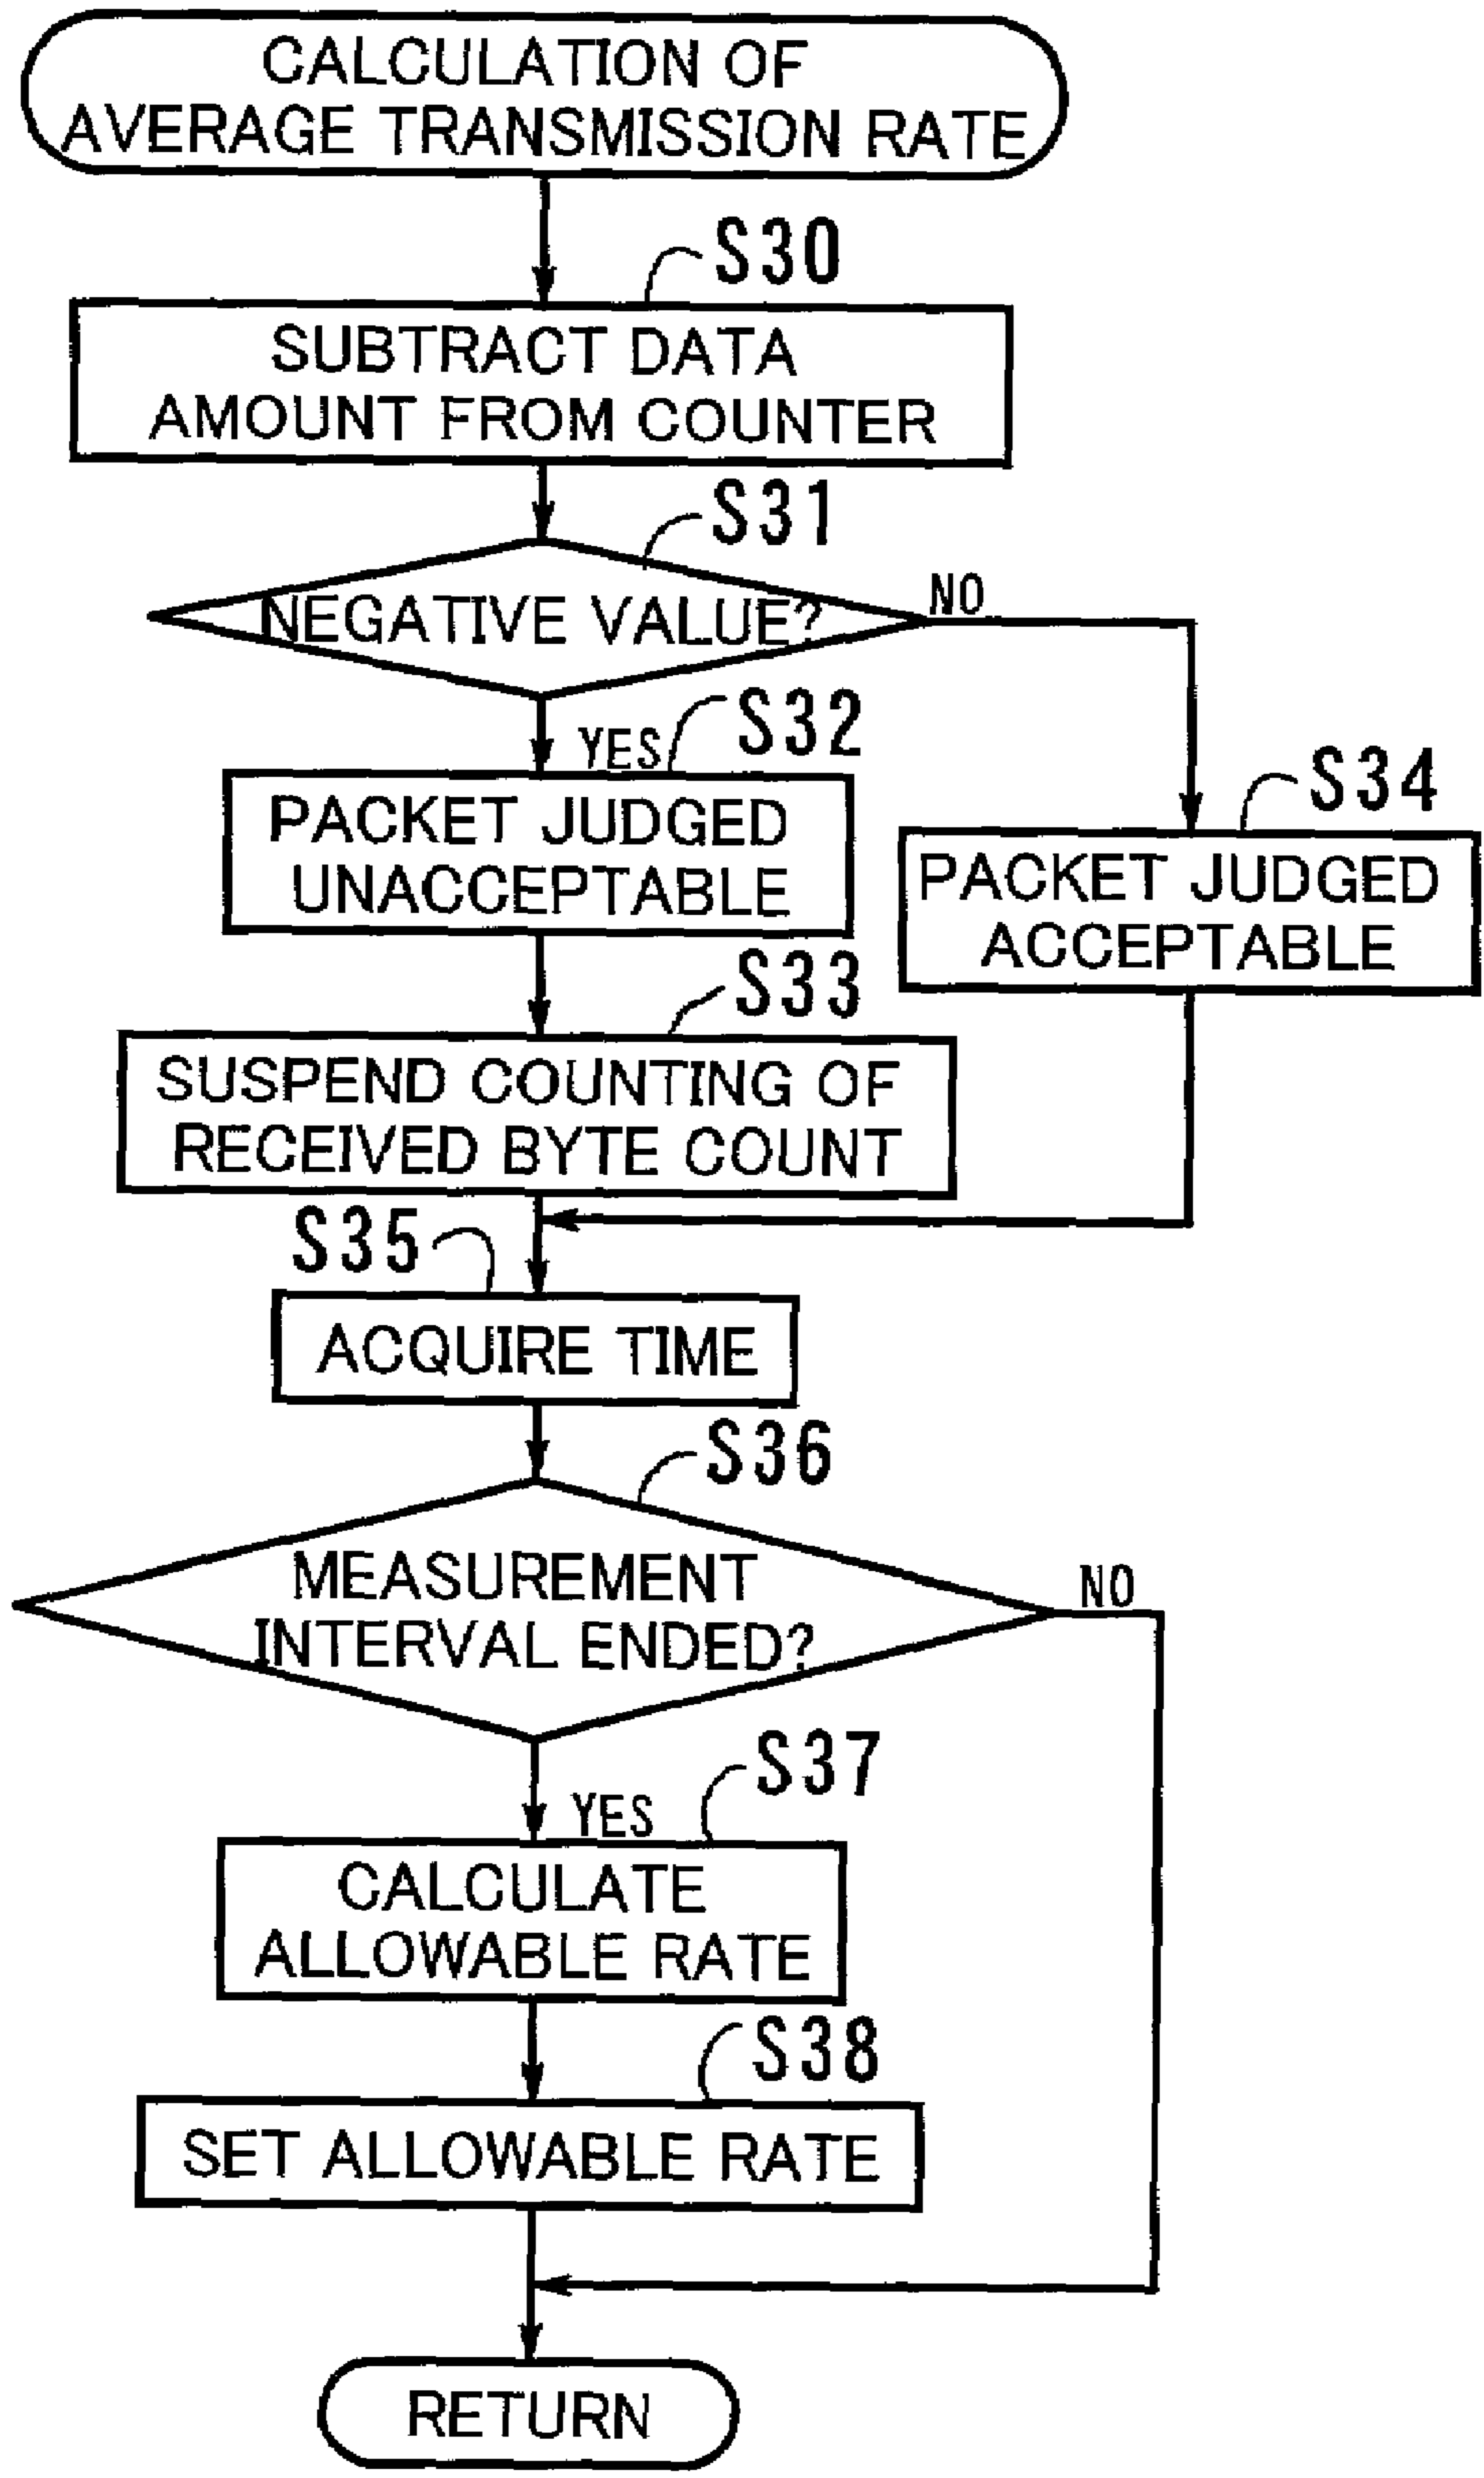 CALCULATION OF
AVERAGE TRANSMISSION RATE
S30
SUBTRACT DATA
AMOUNT FROM COUNTER
S31
NEGATIVE VALUE?
NO
YES
S32
PACKET JUDGED
UNACCEPTABLE
S34
PACKET JUDGED
ACCEPTABLE
S33
SUSPEND COUNTING OF
RECEIVED BYTE COUNT
S35
ACQUIRE TIME
S36
MEASUREMENT
INTERVAL ENDED?
NO
YES
S37
CALCULATE
ALLOWABLE RATE
S38
SET ALLOWABLE RATE
RETURN